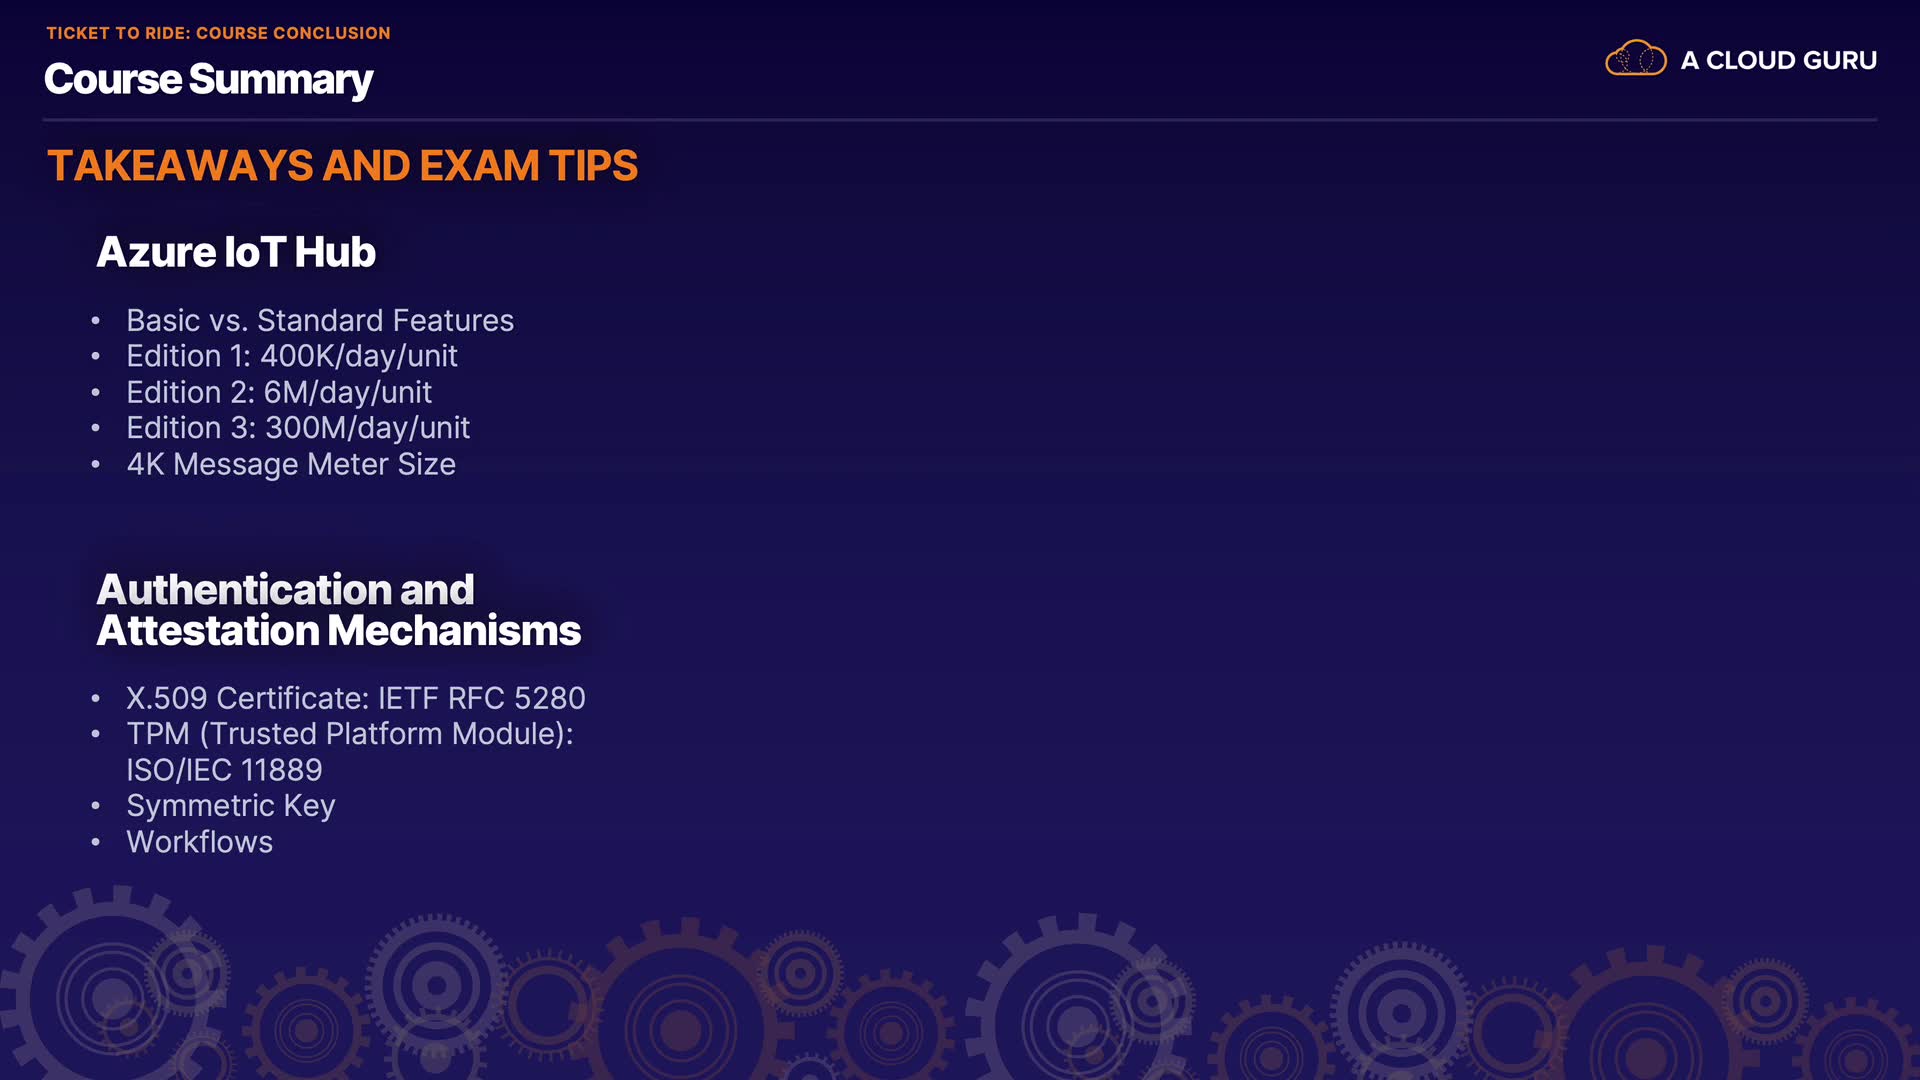 TICKET TO RIDE: COURSE CONCLUSION
Course Summary
A CLOUD GURU
TAKEAWAYS AND EXAM TIPS
Azure IoT Hub
• Basic vs. Standard Features
• Edition 1: 400K/day/unit
• Edition 2: 6M/day/unit
• Edition 3: 300M/day/unit
• 4K Message Meter Size
Authentication and
Attestation Mechanisms
• X.509 Certificate: IETF RFC 5280
• TPM (Trusted Platform Module):
ISO/IEC 11889
• Symmetric Key
• Workflows